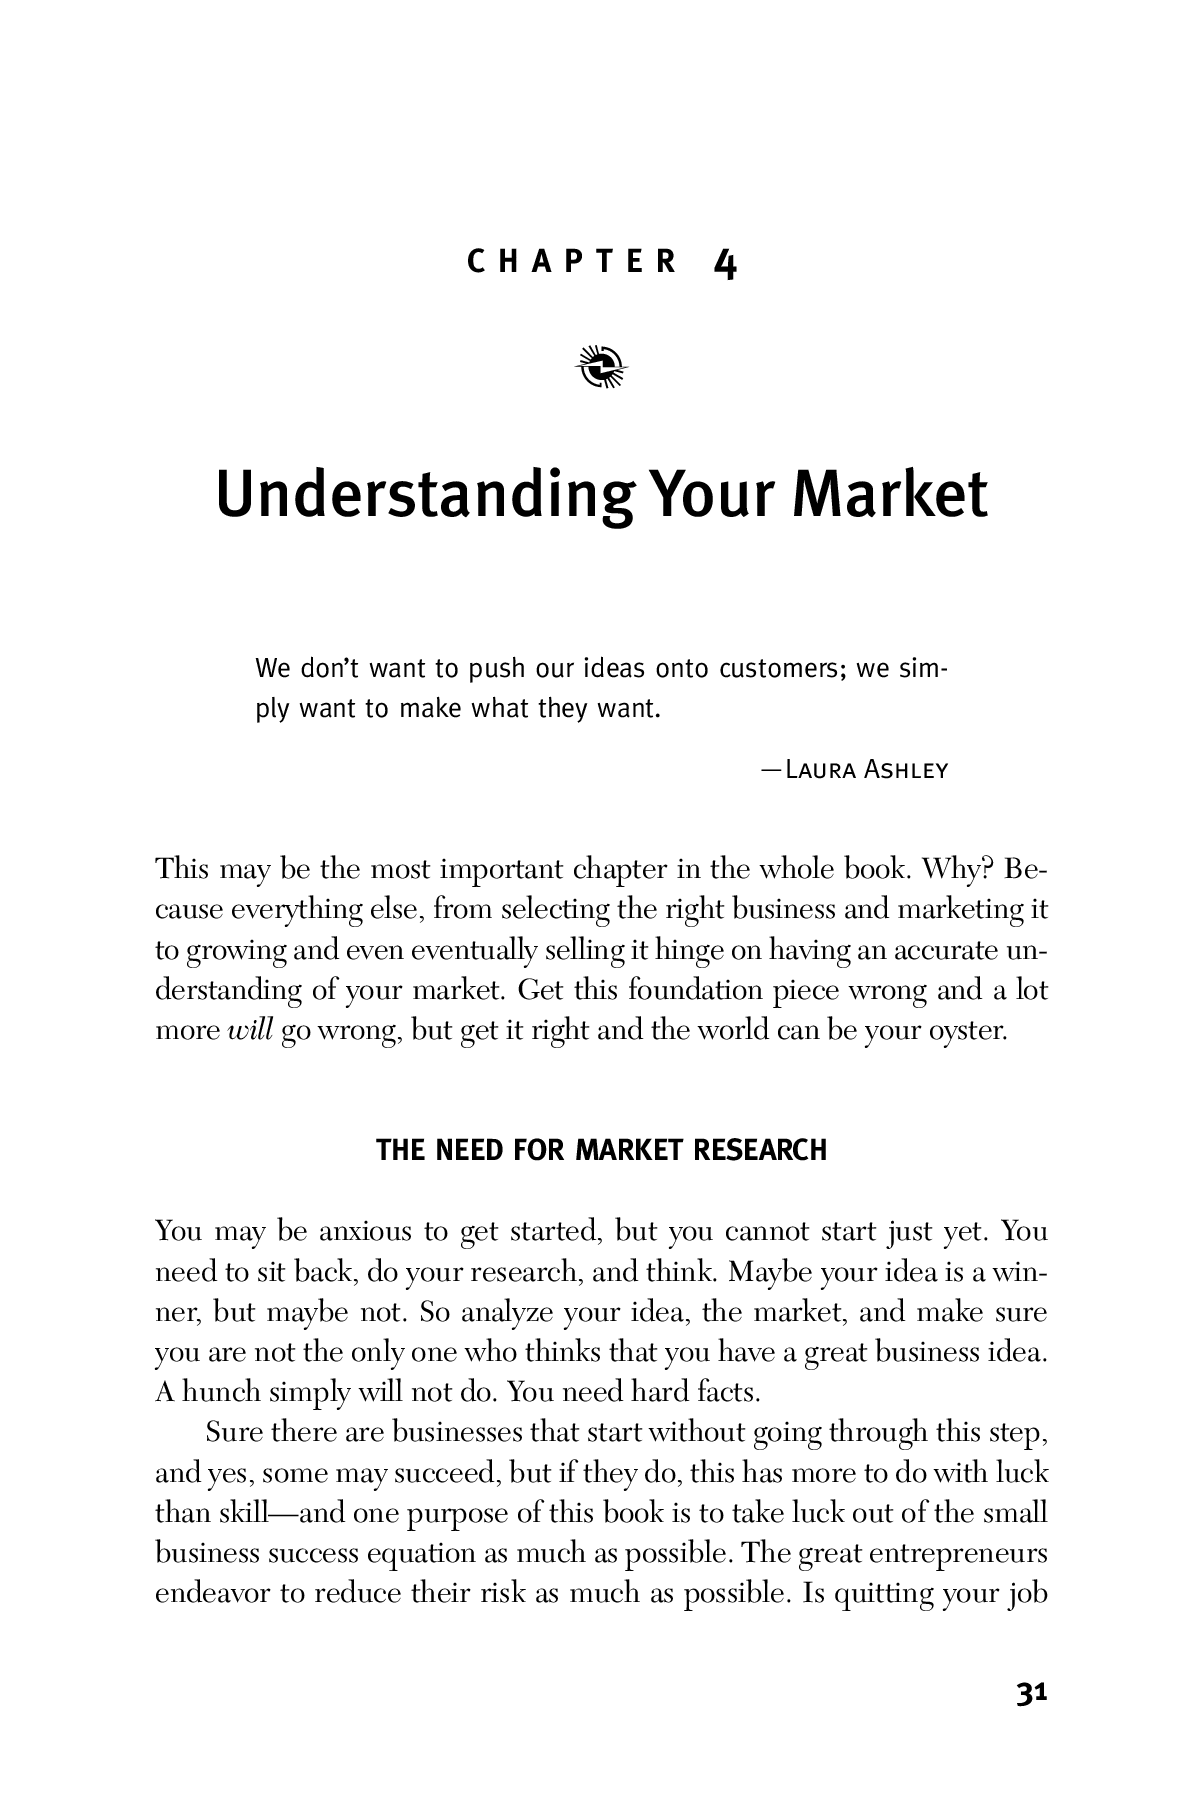 CHAPTER 4
Understanding Your Market
We don’t want to push our ideas onto customers; we sim-
ply want to make what they want.
—Laura Ashley
This may be the most important chapter in the whole book. Why? Be-
cause everything else, from selecting the right business and marketing it
to growing and even eventually selling it hinge on having an accurate un-
derstanding of your market. Get this foundation piece wrong and a lot
more will go wrong, but get it right and the world can be your oyster.
THE NEED FOR MARKET RESEARCH
You may be anxious to get started, but you cannot start just yet. You
need to sit back, do your research, and think. Maybe your idea is a win-
ner, but maybe not. So analyze your idea, the market, and make sure
you are not the only one who thinks that you have a great business idea.
A hunch simply will not do. You need hard facts.
Sure there are businesses that start without going through this step,
and yes, some may succeed, but if they do, this has more to do with luck
than skill—and one purpose of this book is to take luck out of the small
business success equation as much as possible. The great entrepreneurs
endeavor to reduce their risk as much as possible. Is quitting your job
31